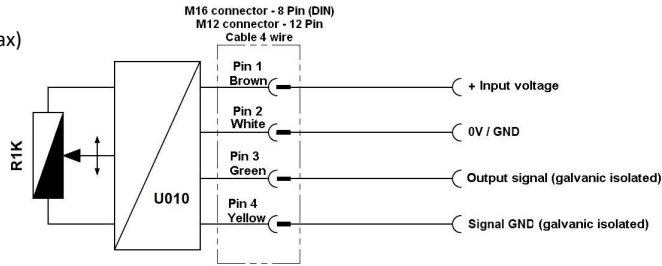 M16 connector - 8 Pin (DIN)
M12 connector - 12 Pin
Cable 4 wire
ax)
Pin 1
Brown
+ Input voltage
Pin 2
White
0V / GND
R1K
Pin 3
Green
Output signal (galvanic isolated)
U010
Pin 4
Yellow
Signal GND (galvanic isolated)